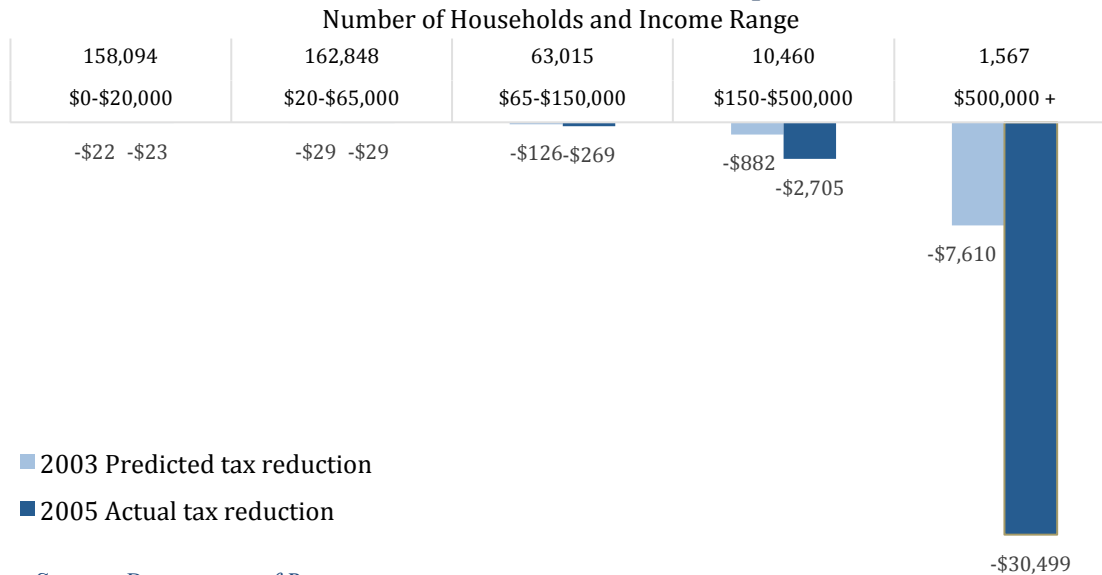 Number of Households and Income Range
158,094 162,848 63,015 10,460 1,567
$0-$20,000 $20-$65,000 $65-$150,000 $150-$500,000 $500,000 +
-$22 -$23 -$29 -$29 -$126 -$269 -$882
-$2,705
-$7,610
2003 Predicted tax reduction
2005 Actual tax reduction
-$30,499